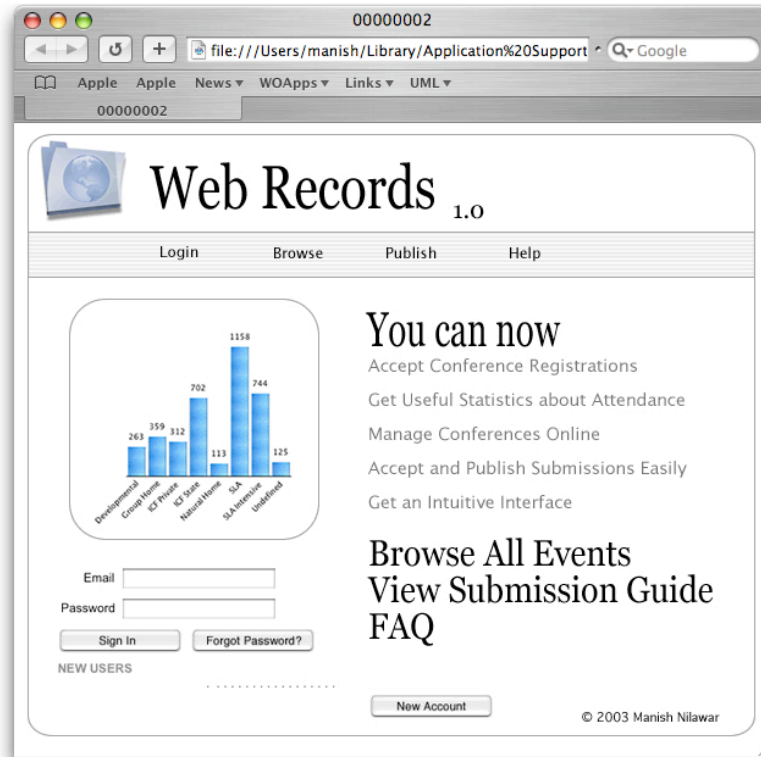 00000002
file:///Users/manish/Library/Application%20Support
Google
Apple Apple News WOApps Links UML
00000002
Web Records 1.0
Login Browse Publish Help
1158
744
702
359
312
263
125
113
Developmental
Group Home
ICF Private
ICF State
Natural Home
SLA
SLA Intensive
Undefined
You can now
Accept Conference Registrations
Get Useful Statistics about Attendance
Manage Conferences Online
Accept and Publish Submissions Easily
Get an Intuitive Interface
Browse All Events
View Submission Guide
FAQ
Email
Password
Sign In Forgot Password?
NEW USERS
New Account
© 2003 Manish Nilawar